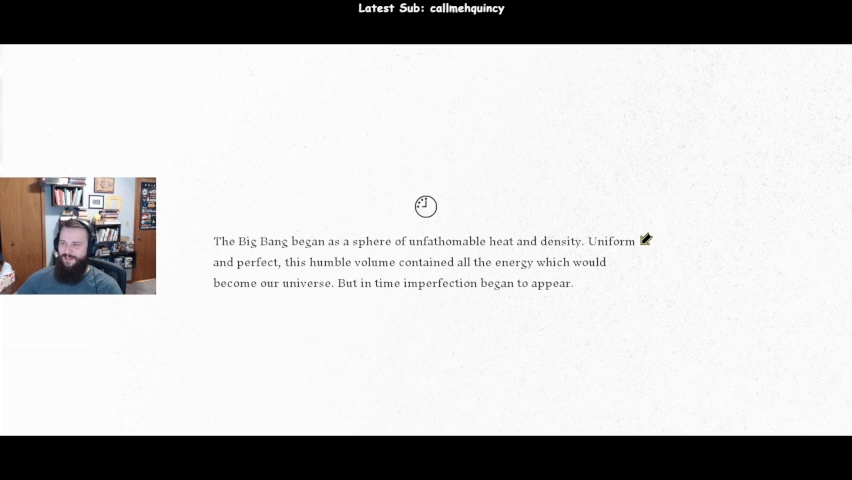 Latest Sub: callmehquincy
The Big Bang began as a sphere of unfathomable heat and density. Uniform
and perfect, this humble volume contained all the energy which would
become our universe. But in time imperfection began to appear.